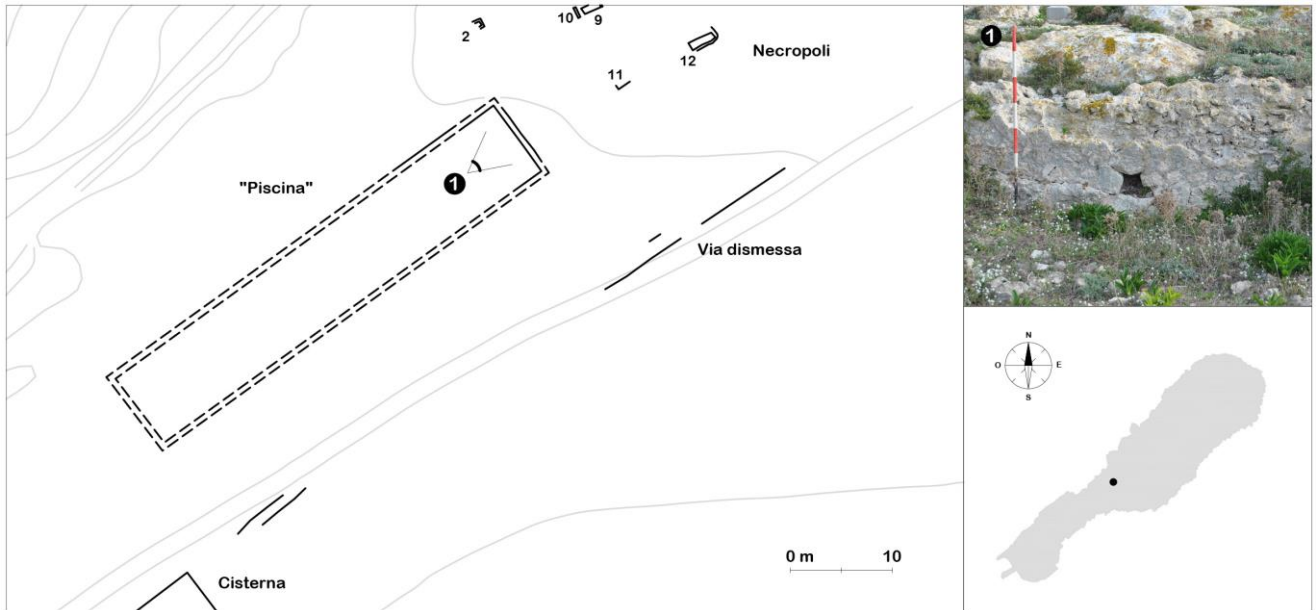 10
9
2
12
11
Necropoli
"Piscina"
1
Via dismessa
0 m 10
Cisterna
1
N
O E
S